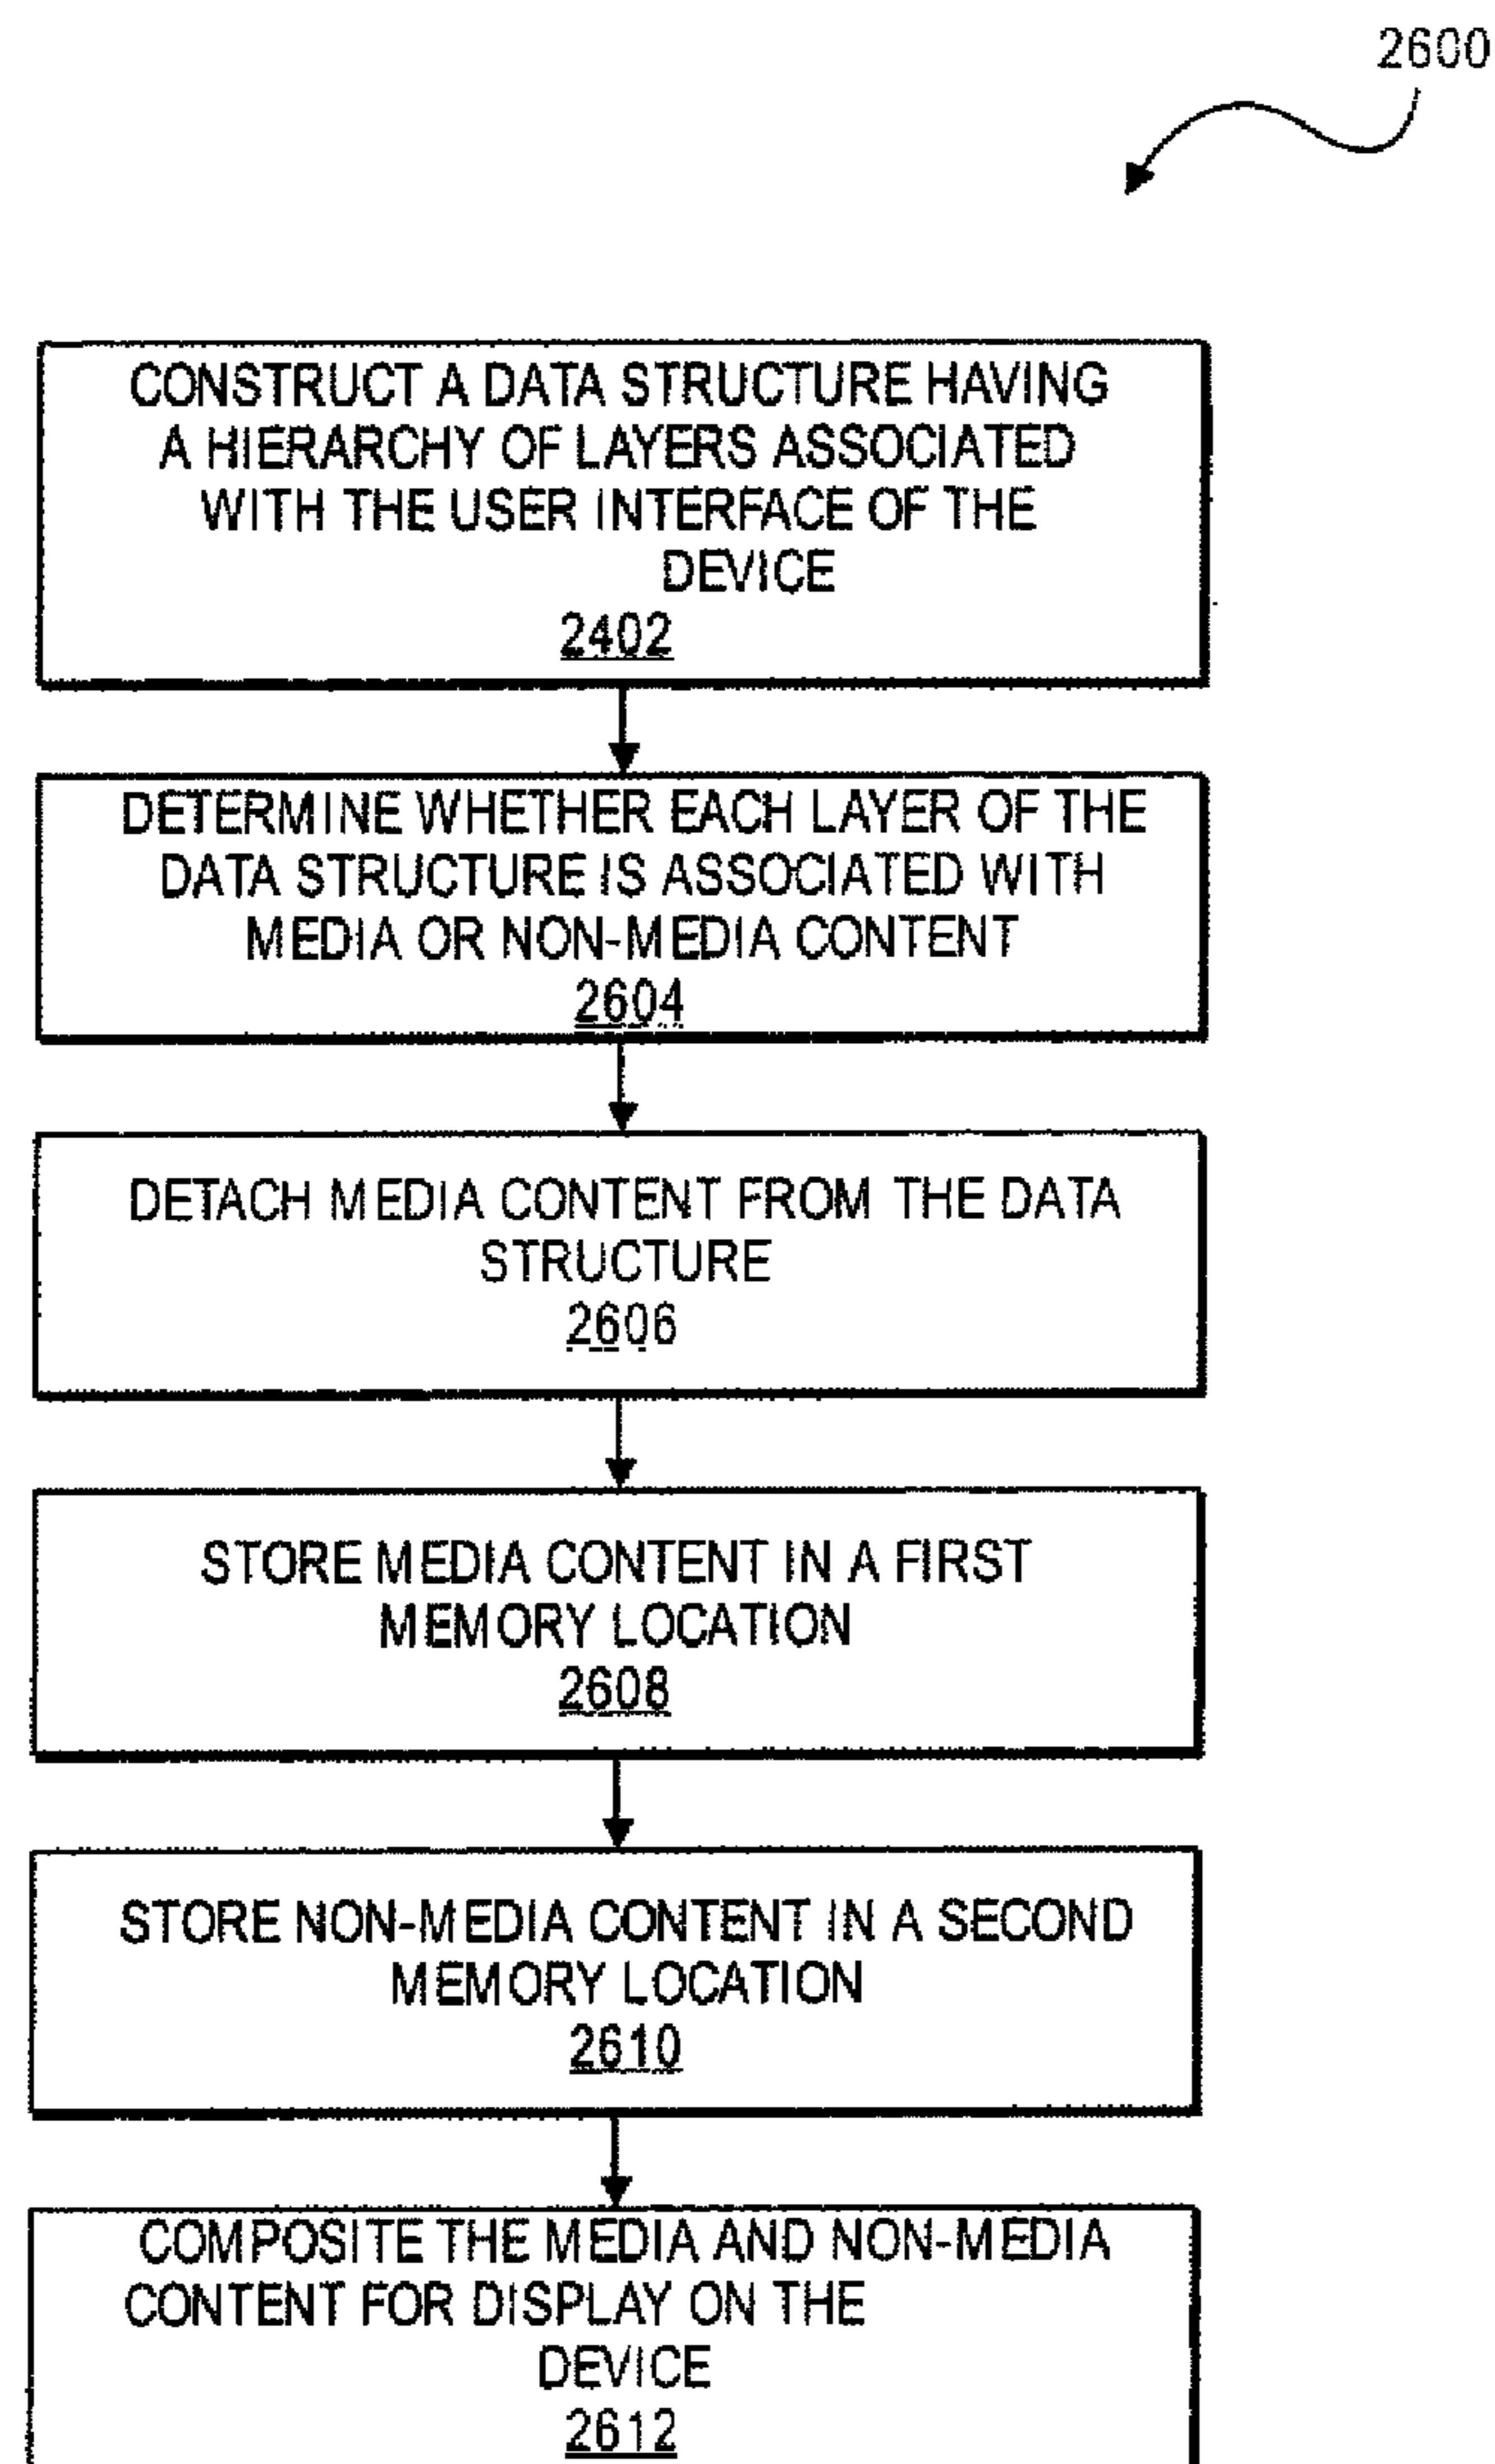 2600
CONSTRUCT A DATA STRUCTURE HAVING
A HIERARCHY OF LAYERS ASSOCIATED
WITH THE USER INTERFACE OF THE
DEVICE
2402
DETERMINE WHETHER EACH LAYER OF THE
DATA STRUCTURE IS ASSOCIATED WITH
MEDIA OR NON-MEDIA CONTENT
2604
DETACH MEDIA CONTENT FROM THE DATA
STRUCTURE
2606
STORE MEDIA CONTENT IN A FIRST
MEMORY LOCATION
2608
STORE NON-MEDIA CONTENT IN A SECOND
MEMORY LOCATION
2610
COMPOSITE THE MEDIA AND NON-MEDIA
CONTENT FOR DISPLAY ON THE
DEVICE
2612